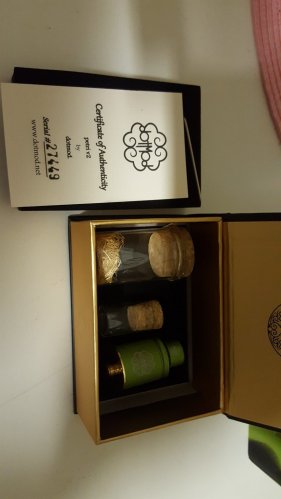 dotmod
Certificate of Authenticity
petri v2
by
dotmod.
Serial # 27449
www.dotmod.net